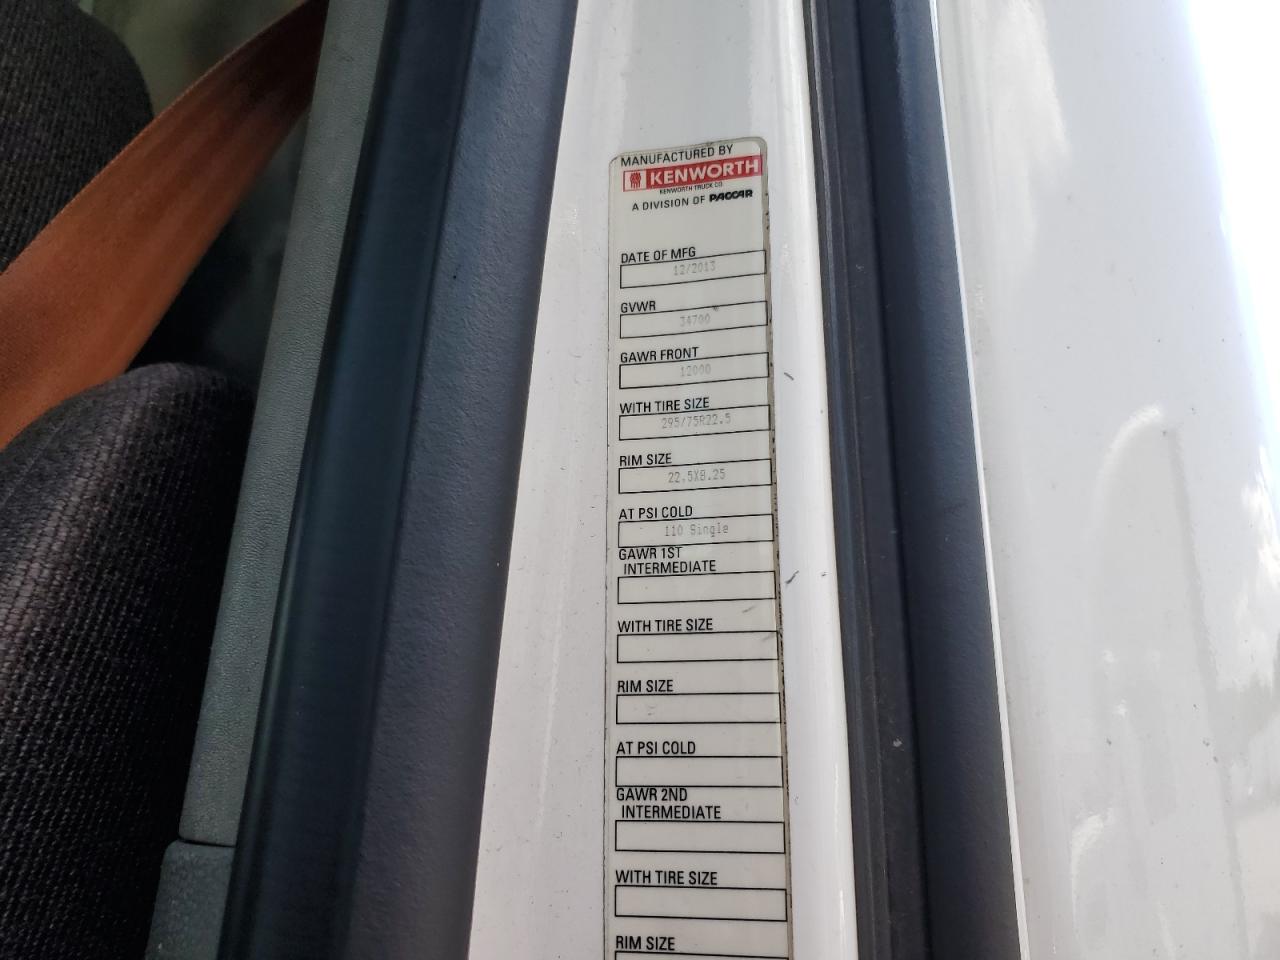 MANUFACTURED BY
KENWORTH
KENWORTH TRUCK CO.
A DIVISION OF PACCAR
DATE OF MFG
12/2013
GVWR
34700
GAWR FRONT
12000
WITH TIRE SIZE
295/75R22.5
RIM SIZE
22.5X8.25
AT PSI COLD
110 Single
GAWR 1ST
INTERMEDIATE
WITH TIRE SIZE
RIM SIZE
AT PSI COLD
GAWR 2ND
INTERMEDIATE
WITH TIRE SIZE
RIM SIZE